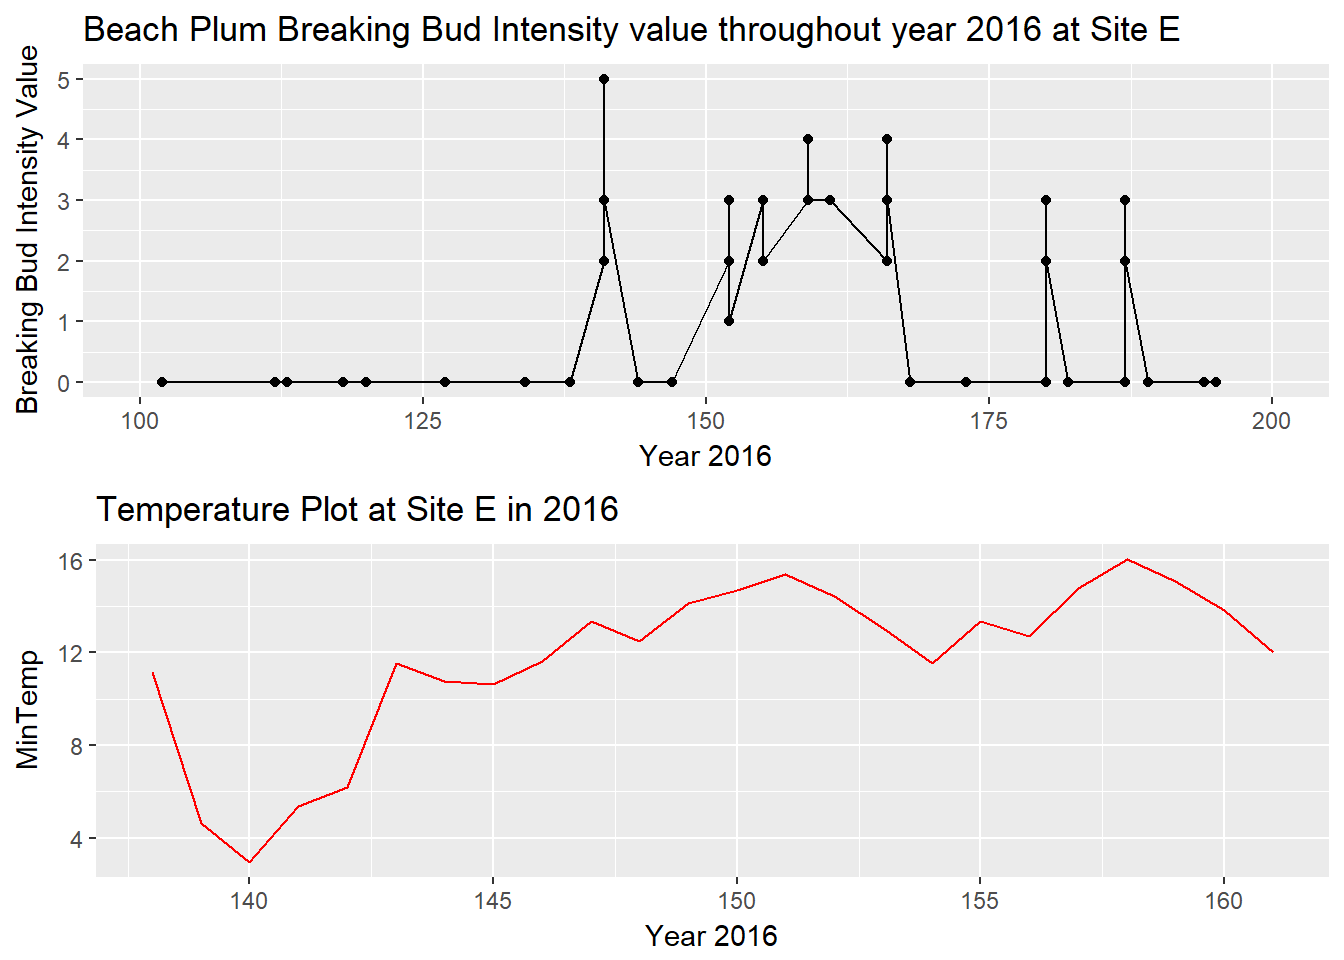 Beach Plum Breaking Bud Intensity value throughout year 2016 at Site E
Breaking Bud Intensity Value
5
4
3
2
1
0
100 125 150 175 200
Year 2016
Temperature Plot at Site E in 2016
MinTemp
16
12
8
4
140 145 150 155 160
Year 2016